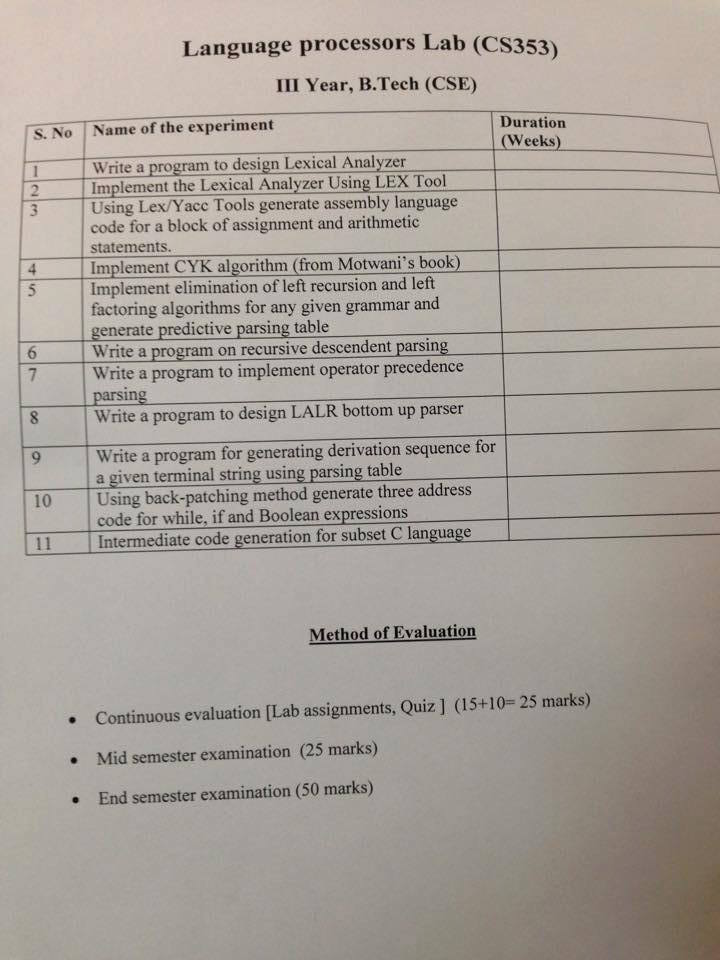 Language processors Lab (CS353)
III Year, B.Tech (CSE)
S. No Name of the experiment Duration
(Weeks)
1 Write a program to design Lexical Analyzer
2 Implement the Lexical Analyzer Using LEX Tool
3 Using Lex/Yacc Tools generate assembly language
code for a block of assignment and arithmetic
statements.
4 Implement CYK algorithm (from Motwani's book)
5 Implement elimination of left recursion and left
factoring algorithms for any given grammar and
generate predictive parsing table
6 Write a program on recursive descendent parsing
7 Write a program to implement operator precedence
parsing
8 Write a program to design LALR bottom up parser
9 Write a program for generating derivation sequence for
a given terminal string using parsing table
10 Using back-patching method generate three address
code for while, if and Boolean expressions
11 Intermediate code generation for subset C language
Method of Evaluation
• Continuous evaluation [Lab assignments, Quiz ] (15+10= 25 marks)
• Mid semester examination (25 marks)
• End semester examination (50 marks)